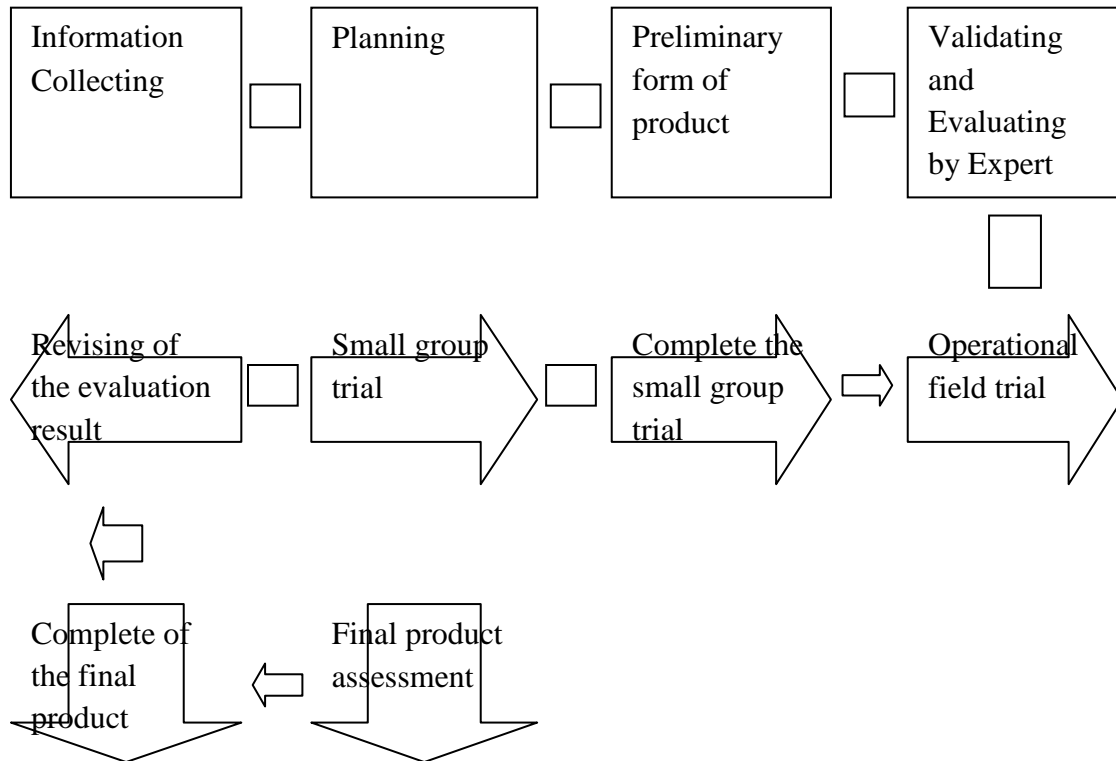 Information
Collecting
Planning
Preliminary
form of
product
Validating
and
Evaluating
by Expert
Revising of
the evaluation
result
Small group
trial
Complete the
small group
trial
Operational
field trial
Complete of
the final
product
Final product
assessment